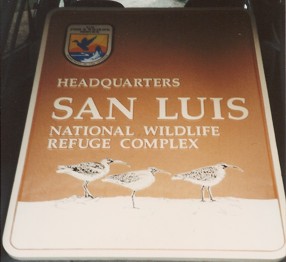 HEADQUARTERS
SAN LUIS
NATIONAL WILDLIFE
REFUGE COMPLEX